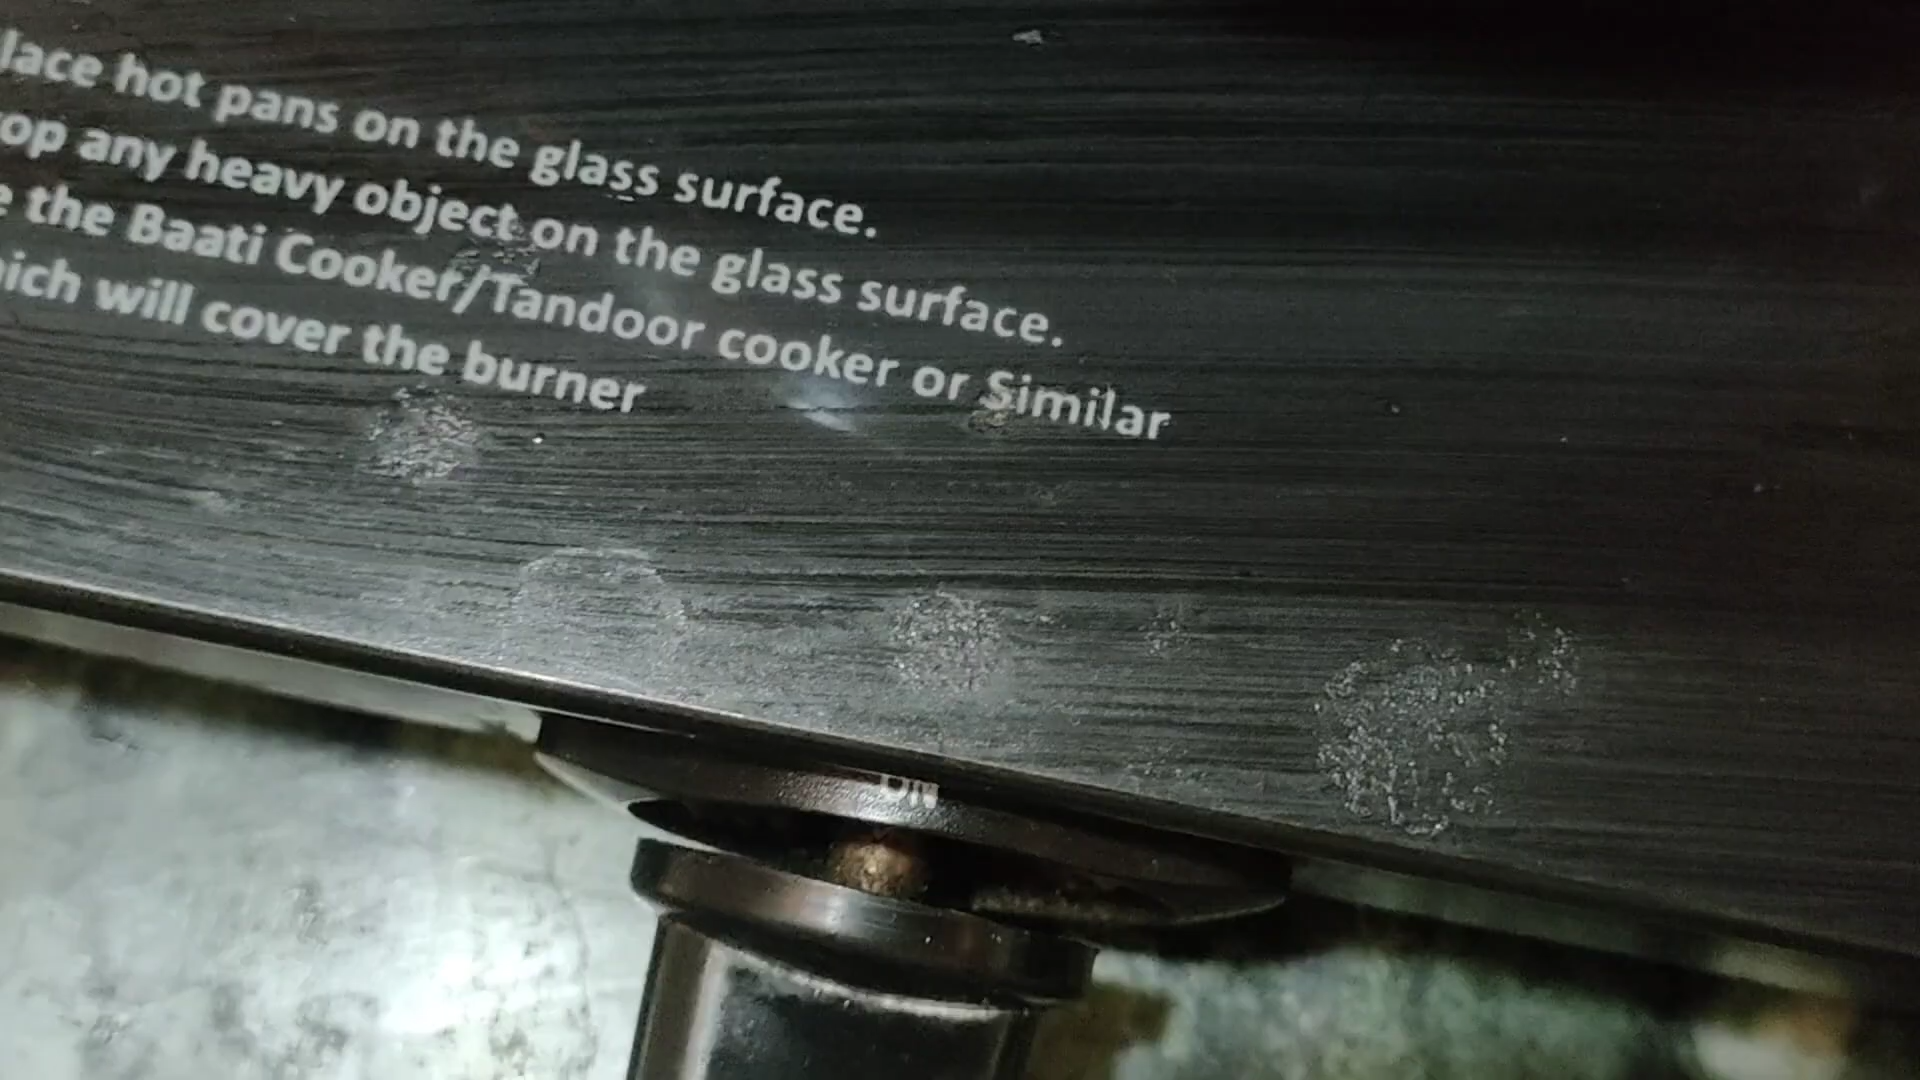 lace hot pans on the glass surface.
op any heavy object on the glass surface.
e the Baati Cooker/Tandoor cooker or Similar
ich will cover the burner